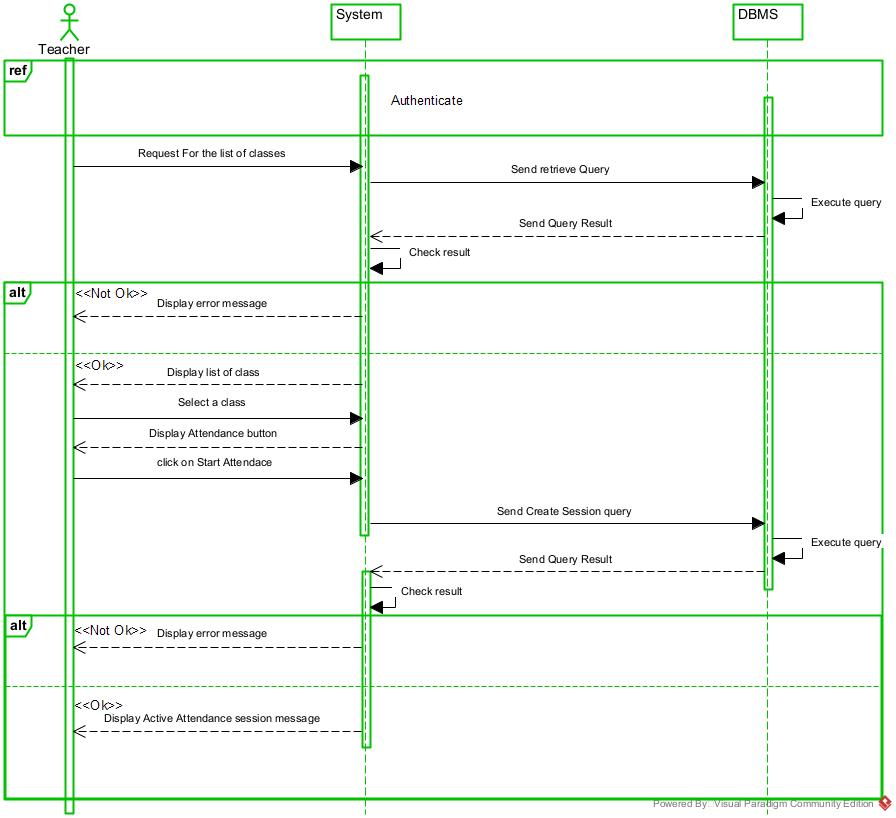 System
DBMS
Teacher
ref
Authenticate
Request For the list of classes
Send retrieve Query
Execute query
Send Query Result
Check result
alt
<<Not Ok>>
Display error message
<<Ok>>
Display list of class
Select a class
Display Attendance button
click on Start Attendace
Send Create Session query
Execute query
Send Query Result
Check result
alt
<<Not Ok>>
Display error message
<<Ok>>
Display Active Attendance session message
Powered By: Visual Paradigm Community Edition